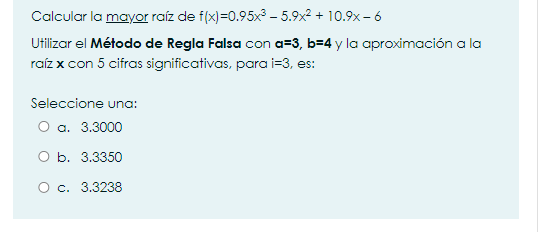 Calcular la mayor raíz de f(x)=0.95x³ – 5.9x² + 10.9x – 6
Utilizar el Método de Regla Falsa con a=3, b=4 y la aproximación a la
raíz x con 5 cifras significativas, para i=3, es:
Seleccione una:
a. 3.3000
b. 3.3350
c. 3.3238